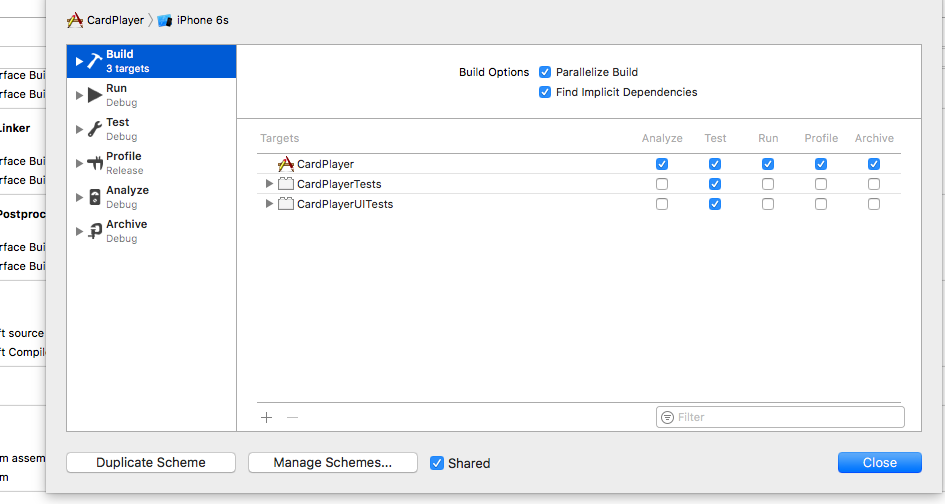 CardPlayer iPhone 6s
Build
3 targets
Run
Debug
Test
Debug
Profile
Release
Analyze
Debug
Archive
Debug
Build Options Parallelize Build
Find Implicit Dependencies
Targets Analyze Test Run Profile Archive
CardPlayer
CardPlayerTests
CardPlayerUITests
Filter
Duplicate Scheme Manage Schemes... Shared Close
rface Bui
rface Bui
Linker
rface Bui
rface Bui
Postproc
rface Bui
rface Bui
ft source
ft Compil
m assem
m